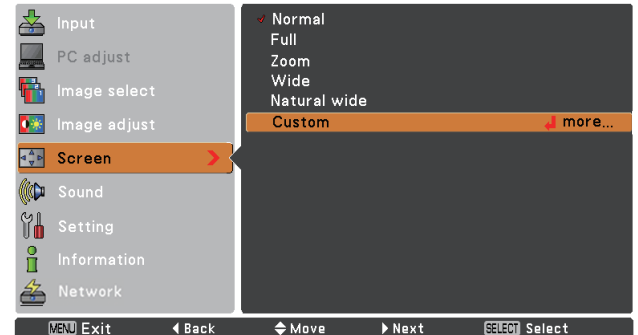 Input
PC adjust
Image select
Image adjust
Screen
Sound
Setting
Information
Network
Normal
Full
Zoom
Wide
Natural wide
Custom more...
MENU Exit Back Move Next SELECT Select